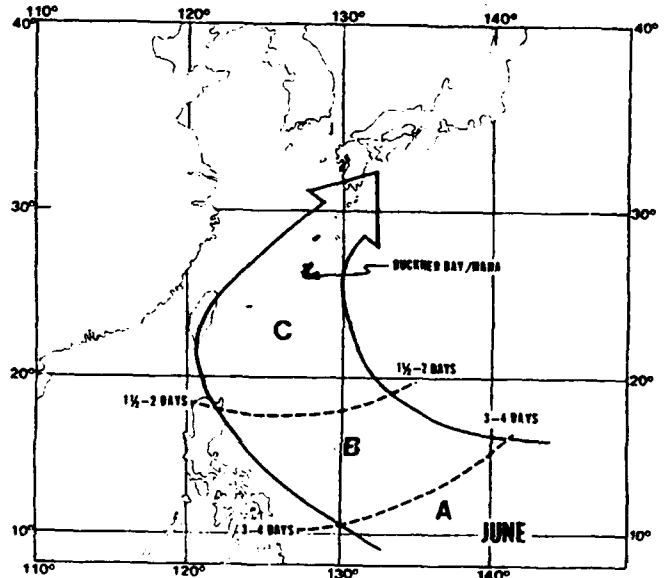 110° 120° 130° 140°
40° 40°
30° 30°
BUCKNER BAY/NAHA
C
1½-2 DAYS
20° 20°
1½-2 DAYS
3-4 DAYS
B
A
3-4 DAYS
JUNE
10° 10°
110° 120° 130° 140°